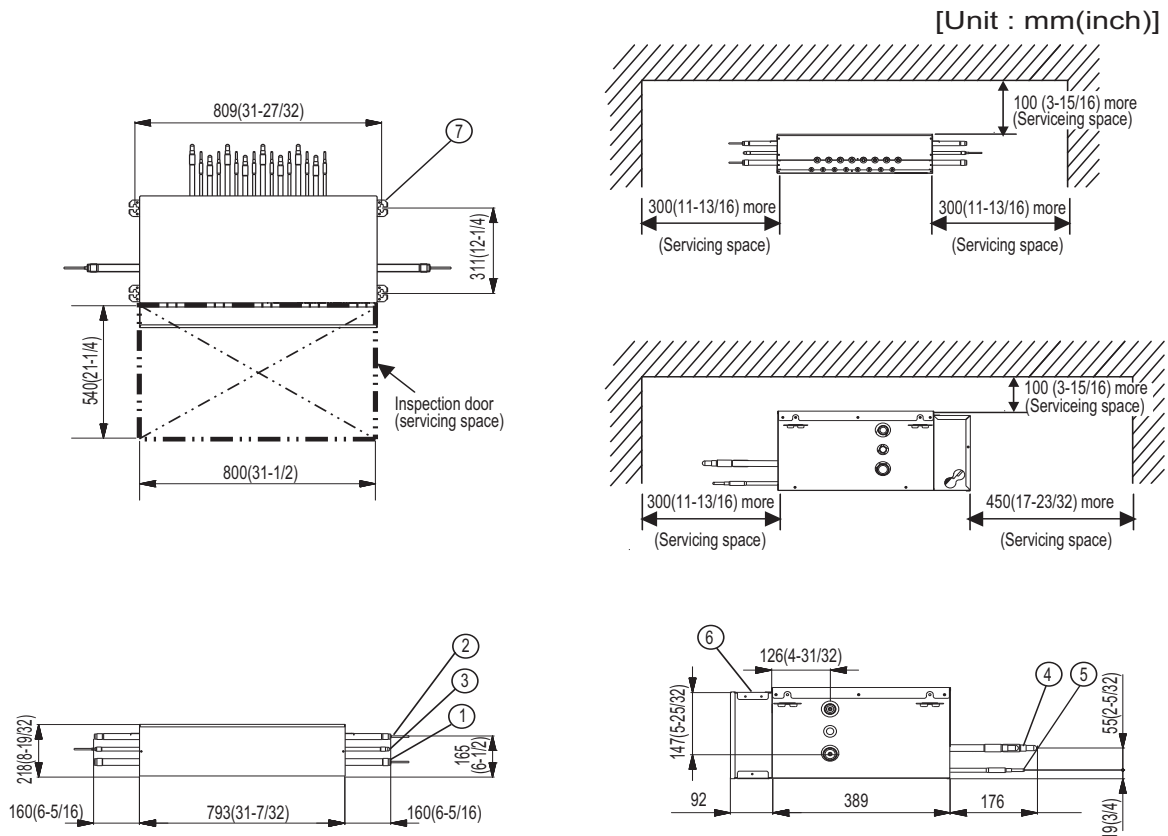 [Unit : mm(inch)]
809(31-27/32)
7
311(12-1/4)
540(21-1/4)
Inspection door
(servicing space)
800(31-1/2)
100 (3-15/16) more
(Serviceing space)
300(11-13/16) more
(Servicing space)
300(11-13/16) more
(Servicing space)
100 (3-15/16) more
(Serviceing space)
300(11-13/16) more
(Servicing space)
450(17-23/32) more
(Servicing space)
2
3
1
218(8-19/32)
165
(6-1/2)
160(6-5/16)
793(31-7/32)
160(6-5/16)
6
126(4-31/32)
4
5
147(5-25/32)
55(2-5/32)
92
389
176
19(3/4)